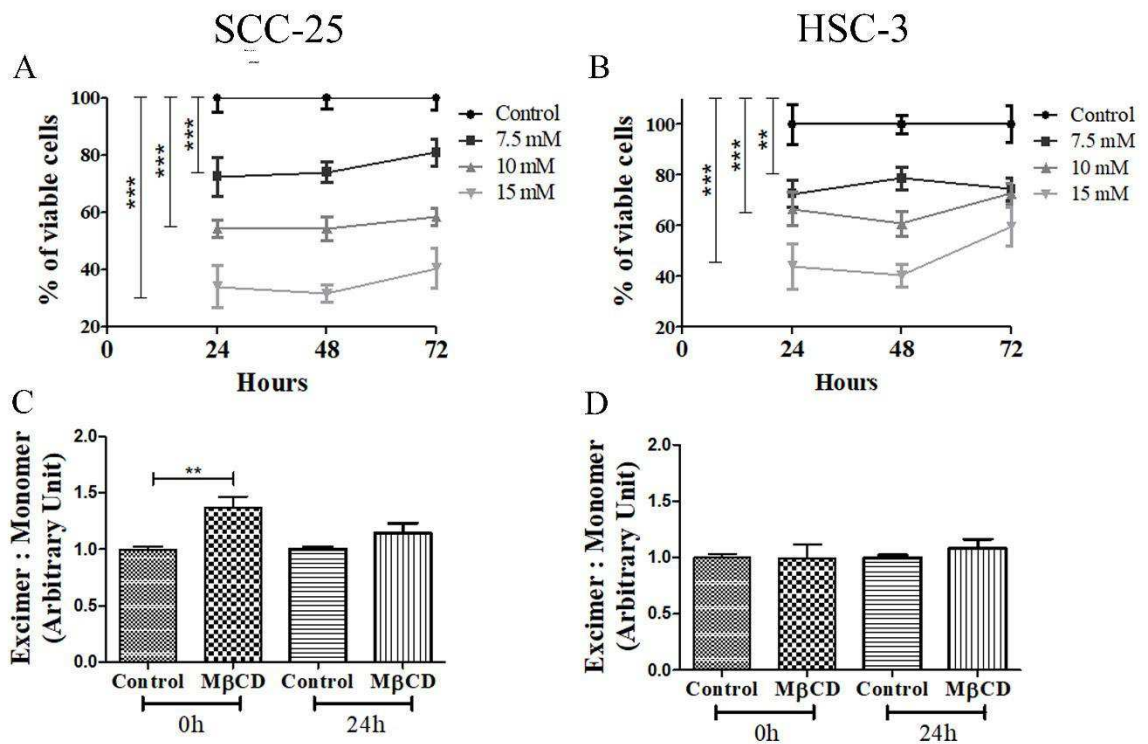 SCC-25
HSC-3
A
% of viable cells
100
80
60
40
20
0
24
48
72
Hours
***
***
***
Control
7.5 mM
10 mM
15 mM
B
% of viable cells
100
80
60
40
20
0
24
48
72
Hours
***
***
**
Control
7.5 mM
10 mM
15 mM
C
Excimer : Monomer
(Arbitrary Unit)
2.0
1.5
1.0
0.5
0.0
**
Control MβCD Control MβCD
0h 24h
D
Excimer : Monomer
(Arbitrary Unit)
2.0
1.5
1.0
0.5
0.0
Control MβCD Control MβCD
0h 24h